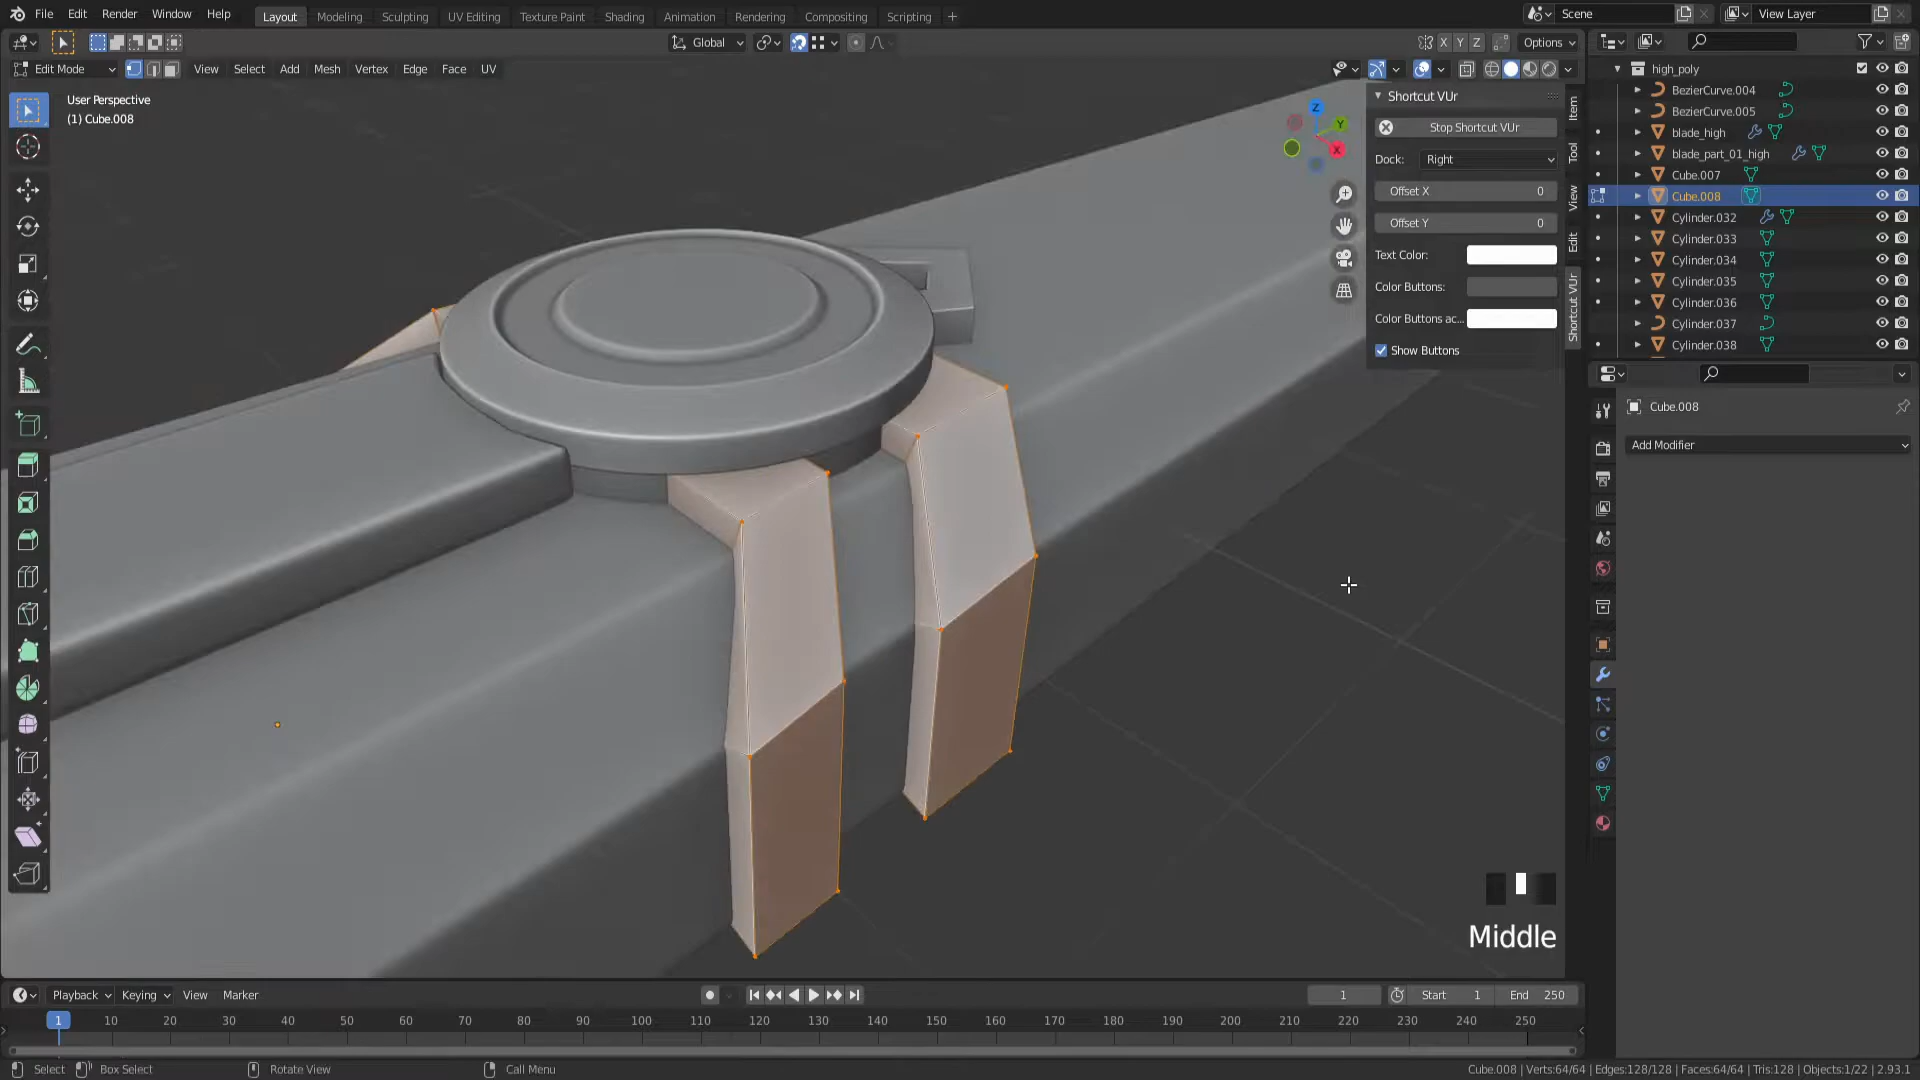 File Edit Render Window Help
Layout Modeling Sculpting UV Editing Texture Paint Shading Animation Rendering Compositing Scripting +
Scene View Layer
Global
X Y Z Options
Edit Mode View Select Add Mesh Vertex Edge Face UV
User Perspective
(1) Cube.008
Z
Y
X
Shortcut VUr
Stop Shortcut VUr
Dock: Right
Offset X 0
Offset Y 0
Text Color:
Color Buttons:
Color Buttons ac...
Show Buttons
Item
Tool
View
Edit
Shortcut VUr
high_poly
BezierCurve.004
BezierCurve.005
blade_high
blade_part_01_high
Cube.007
Cube.008
Cylinder.032
Cylinder.033
Cylinder.034
Cylinder.035
Cylinder.036
Cylinder.037
Cylinder.038
Cube.008
Add Modifier
Middle
Playback Keying View Marker
1 Start 1 End 250
1 10 20 30 40 50 60 70 80 90 100 110 120 130 140 150 160 170 180 190 200 210 220 230 240 250
Select Box Select Rotate View Call Menu
Cube.008 | Verts:64/64 | Edges:128/128 | Faces:64/64 | Tris:128 | Objects:1/22 | 2.93.1